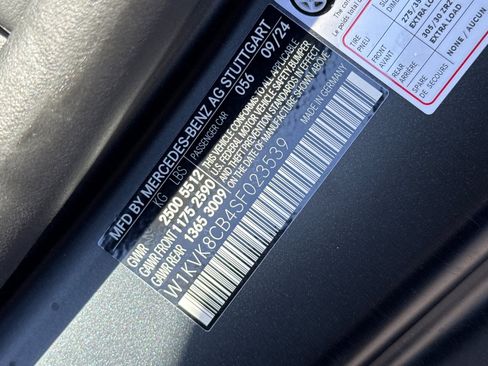 MFD BY MERCEDES-BENZ AG STUTTGART
PASSENGER CAR 056 09/24
KG LBS
GVWR 2500 5512
GAWR FRONT 1175 2590
GAWR REAR 1365 3009
THIS VEHICLE CONFORMS TO ALL APPLICABLE
U.S. FEDERAL MOTOR VEHICLE SAFETY, BUMPER
AND THEFT PREVENTION STANDARDS IN EFFECT
ON THE DATE OF MANUFACTURE SHOWN ABOVE
W1KVK8CB4SF023539
Le poids total
TIRE
PNEU
FRONT
AVANT
REAR
ARRIÈRE
SPARE
DE SECOURS
EXTRA LOAD
EXTRA LOAD
NONE / AUCUN